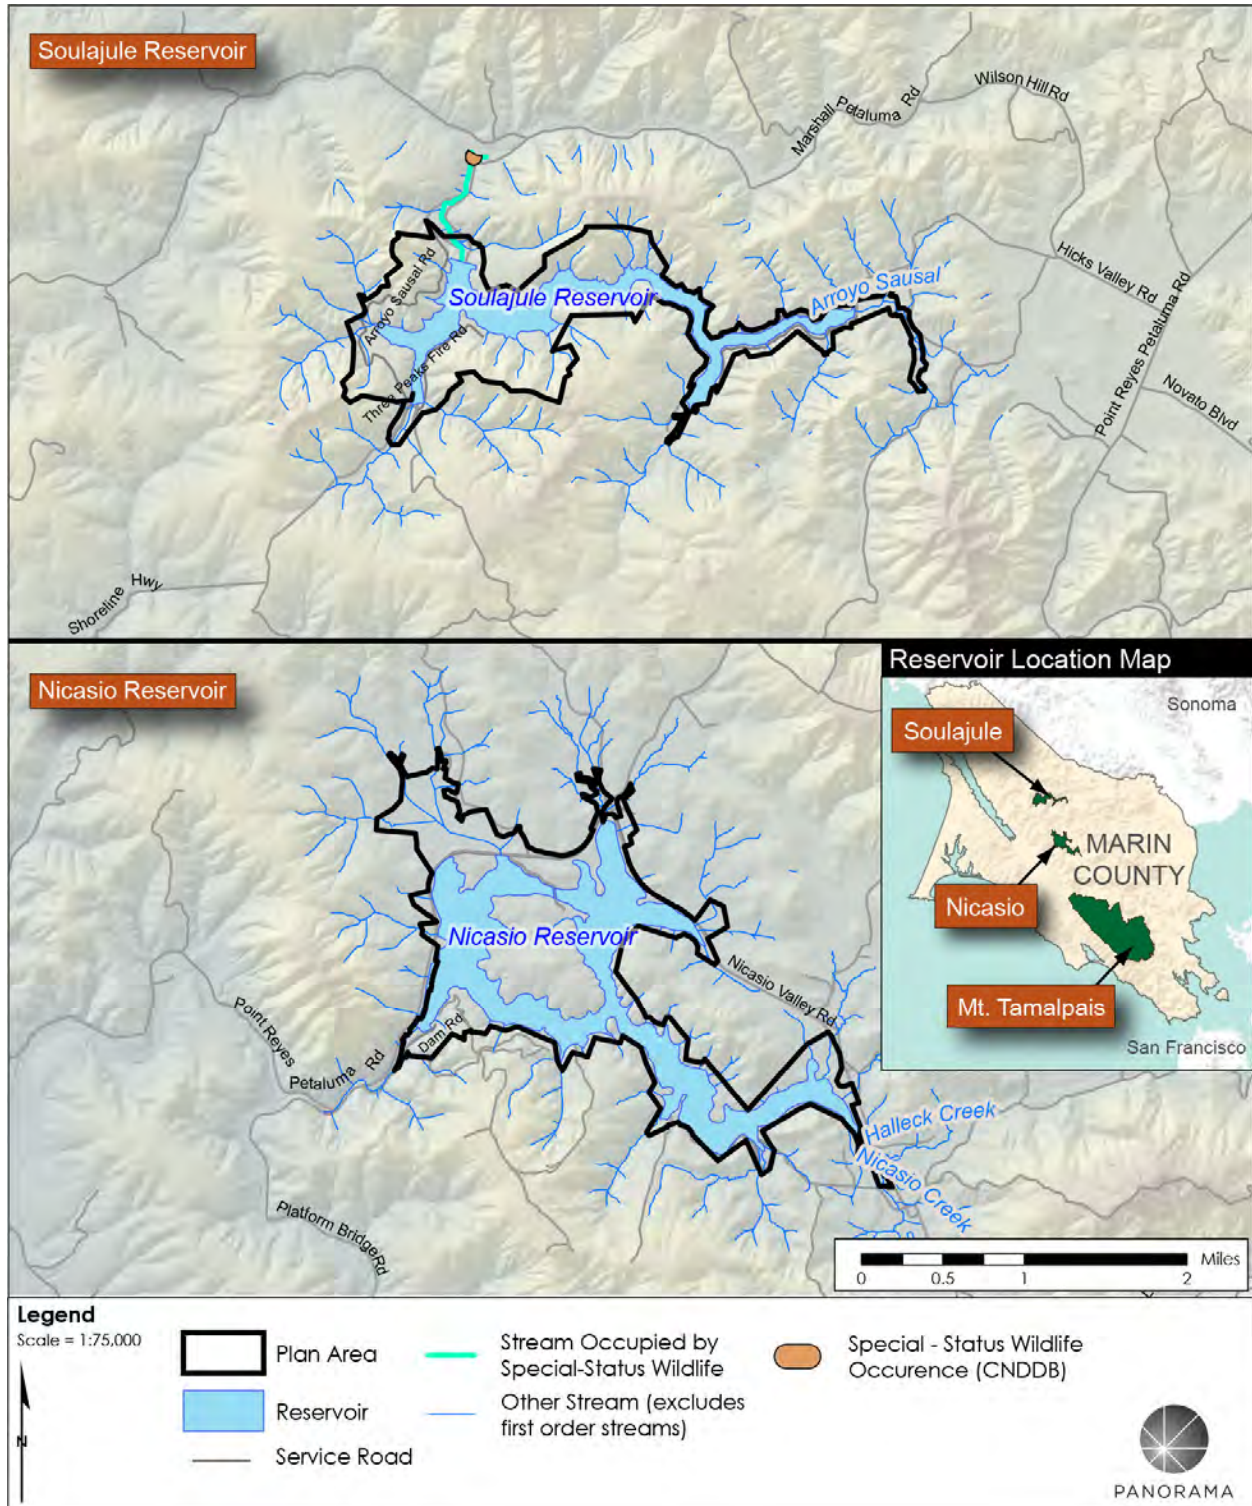 Soulajule Reservoir
Wilson Hill Rd
Marshall Petaluma Rd
Hicks Valley Rd
Arroyo Sausal
Arroyo Sausal Rd
Soulajule Reservoir
Point Reyes Petaluma Rd
Three Peaks Fire Rd
Novato Blvd
Shoreline Hwy
Nicasio Reservoir
Reservoir Location Map
Sonoma
Soulajule
MARIN
COUNTY
Nicasio
Mt. Tamalpais
San Francisco
Nicasio Reservoir
Nicasio Valley Rd
Point Reyes
Petaluma Rd
Dam Rd
Halleck Creek
Nicasio Creek
Platform Bridge Rd
0 0.5 1 2 Miles
Legend
Scale = 1:75,000
N
Plan Area
Reservoir
Service Road
Stream Occupied by
Special-Status Wildlife
Other Stream (excludes
first order streams)
Special - Status Wildlife
Occurence (CNDDB)
PANORAMA